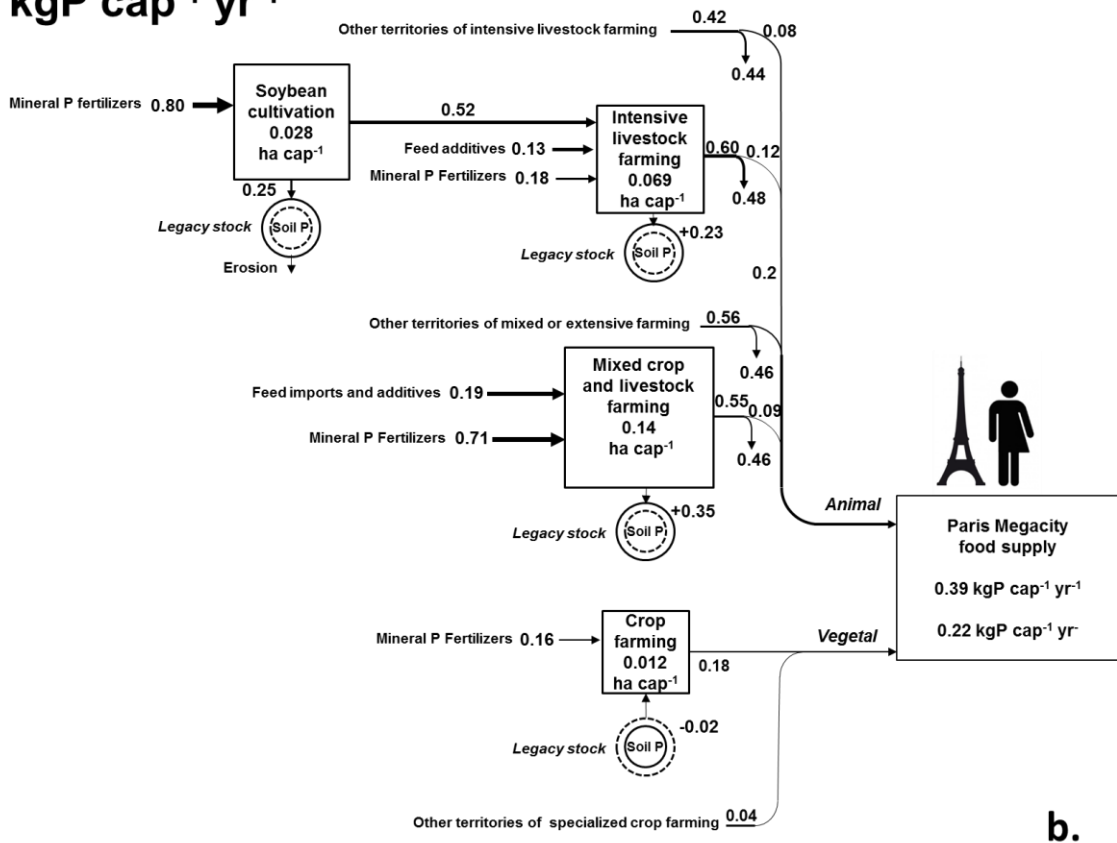 kgP cap⁻¹ yr⁻¹
Other territories of intensive livestock farming
0.42
0.08
0.44
Mineral P fertilizers 0.80
Soybean
cultivation
0.028
ha cap⁻¹
0.52
Feed additives 0.13
Mineral P Fertilizers 0.18
Intensive
livestock
farming
0.069
ha cap⁻¹
0.60
0.12
0.48
0.25
Legacy stock
Soil P
Erosion
Legacy stock
Soil P
+0.23
0.2
Other territories of mixed or extensive farming
0.56
0.46
Feed imports and additives 0.19
Mineral P Fertilizers 0.71
Mixed crop
and livestock
farming
0.14
ha cap⁻¹
0.55
0.09
0.46
Legacy stock
Soil P
+0.35
Animal
Paris Megacity
food supply
0.39 kgP cap⁻¹ yr⁻¹
0.22 kgP cap⁻¹ yr⁻
Mineral P Fertilizers 0.16
Crop
farming
0.012
ha cap⁻¹
0.18
Vegetal
Legacy stock
Soil P
-0.02
Other territories of specialized crop farming
0.04
b.